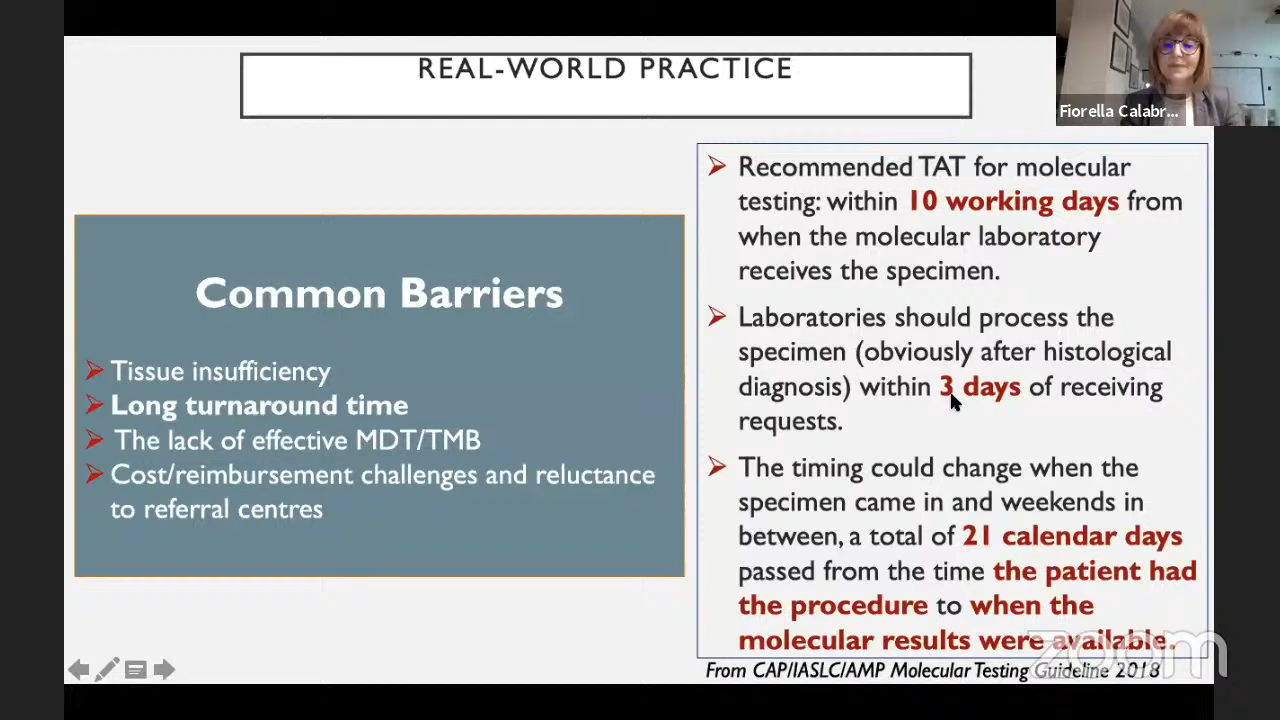 REAL-WORLD PRACTICE
Fiorella Calabr...
Common Barriers
Tissue insufficiency
Long turnaround time
The lack of effective MDT/TMB
Cost/reimbursement challenges and reluctance
to referral centres
Recommended TAT for molecular
testing: within 10 working days from
when the molecular laboratory
receives the specimen.
Laboratories should process the
specimen (obviously after histological
diagnosis) within 3 days of receiving
requests.
The timing could change when the
specimen came in and weekends in
between, a total of 21 calendar days
passed from the time the patient had
the procedure to when the
molecular results were available.
zoom
From CAP/IASLC/AMP Molecular Testing Guideline 2018